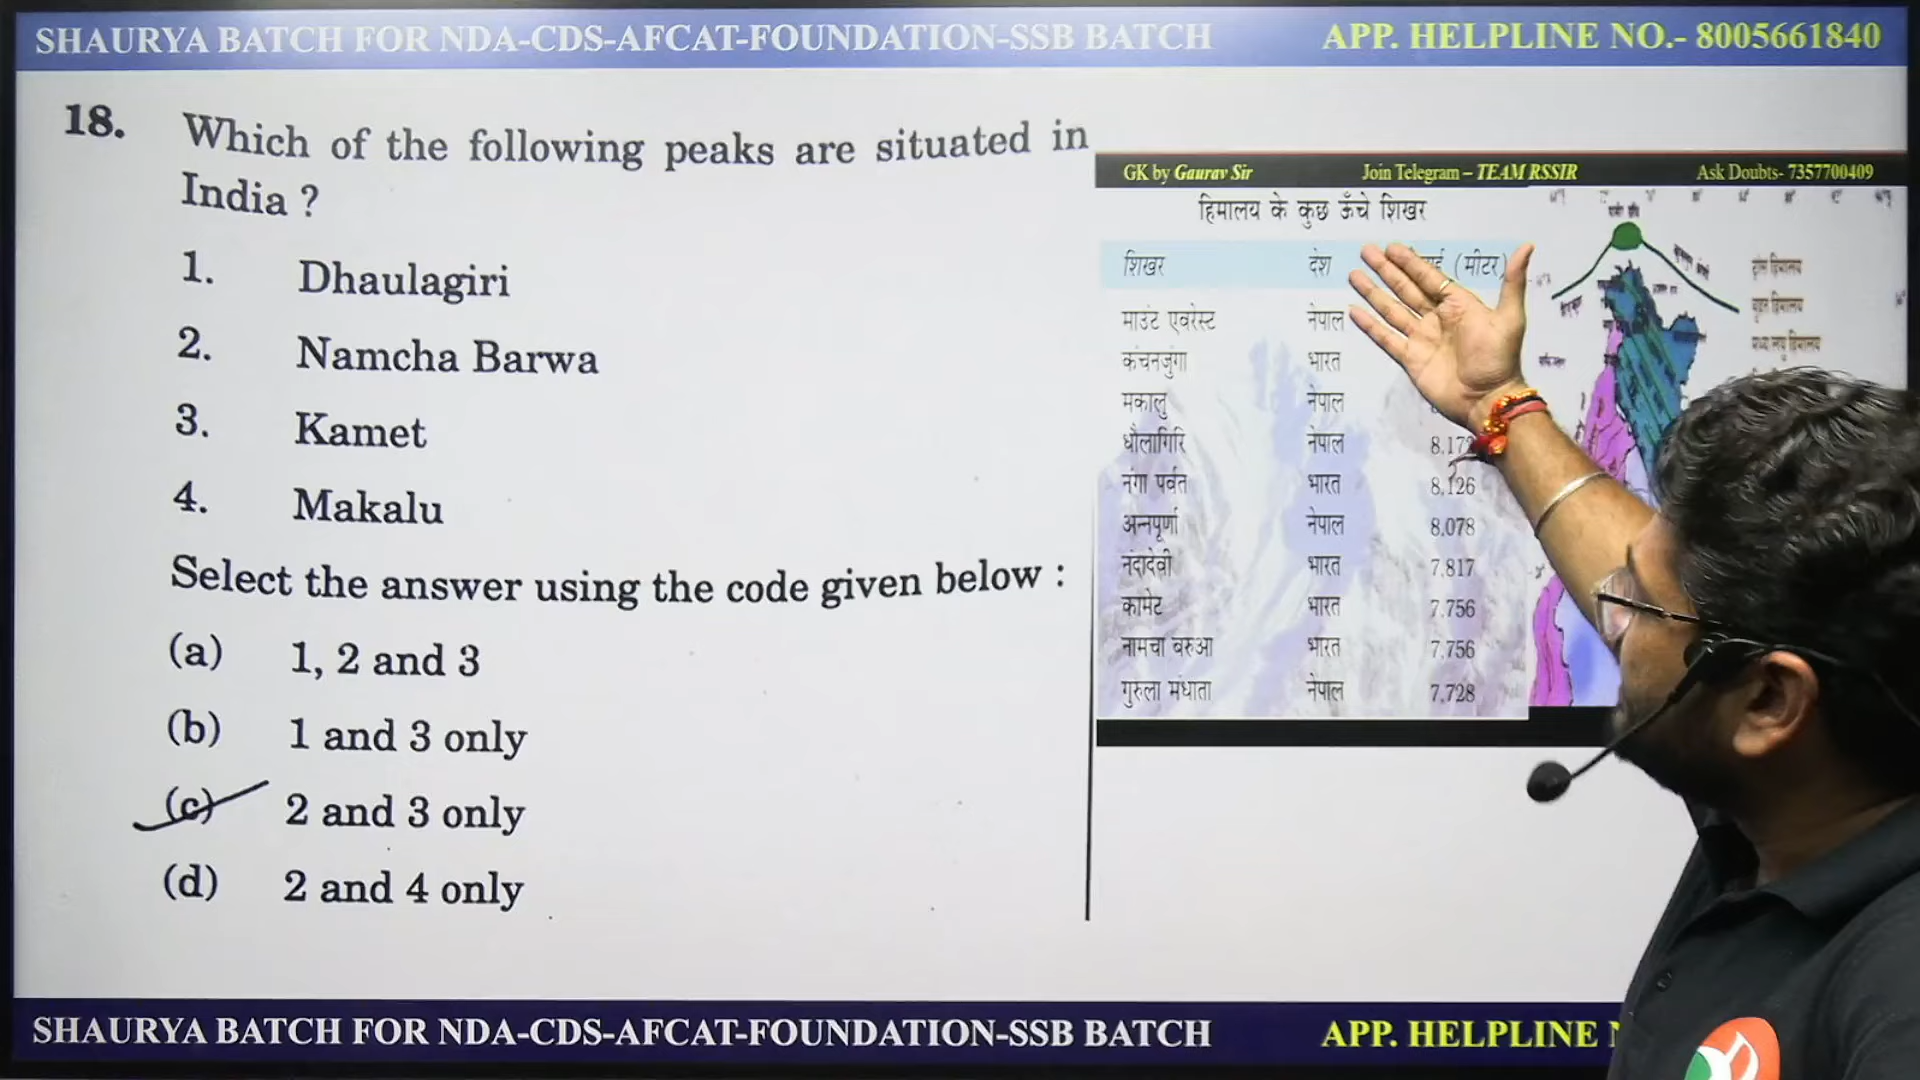 SHAURYA BATCH FOR NDA-CDS-AFCAT-FOUNDATION-SSB BATCH APP. HELPLINE NO.- 8005661840
18. Which of the following peaks are situated in
India ?
1. Dhaulagiri
2. Namcha Barwa
3. Kamet
4. Makalu
Select the answer using the code given below :
(a) 1, 2 and 3
(b) 1 and 3 only
(c) 2 and 3 only
(d) 2 and 4 only
GK by Gaurav Sir Join Telegram – TEAM RSSIR Ask Doubts- 7357700409
हिमालय के कुछ ऊँचे शिखर
शिखर देश (मीटर)
माउंट एवरेस्ट नेपाल
कंचनजुंगा भारत
मकालु नेपाल
धौलागिरि नेपाल 8,172
नंगा पर्वत भारत 8,126
अन्नपूर्णा नेपाल 8,078
नंदादेवी भारत 7,817
कामेट भारत 7,756
नामचा बरुआ भारत 7,756
गुरुला मंधाता नेपाल 7,728
SHAURYA BATCH FOR NDA-CDS-AFCAT-FOUNDATION-SSB BATCH APP. HELPLINE